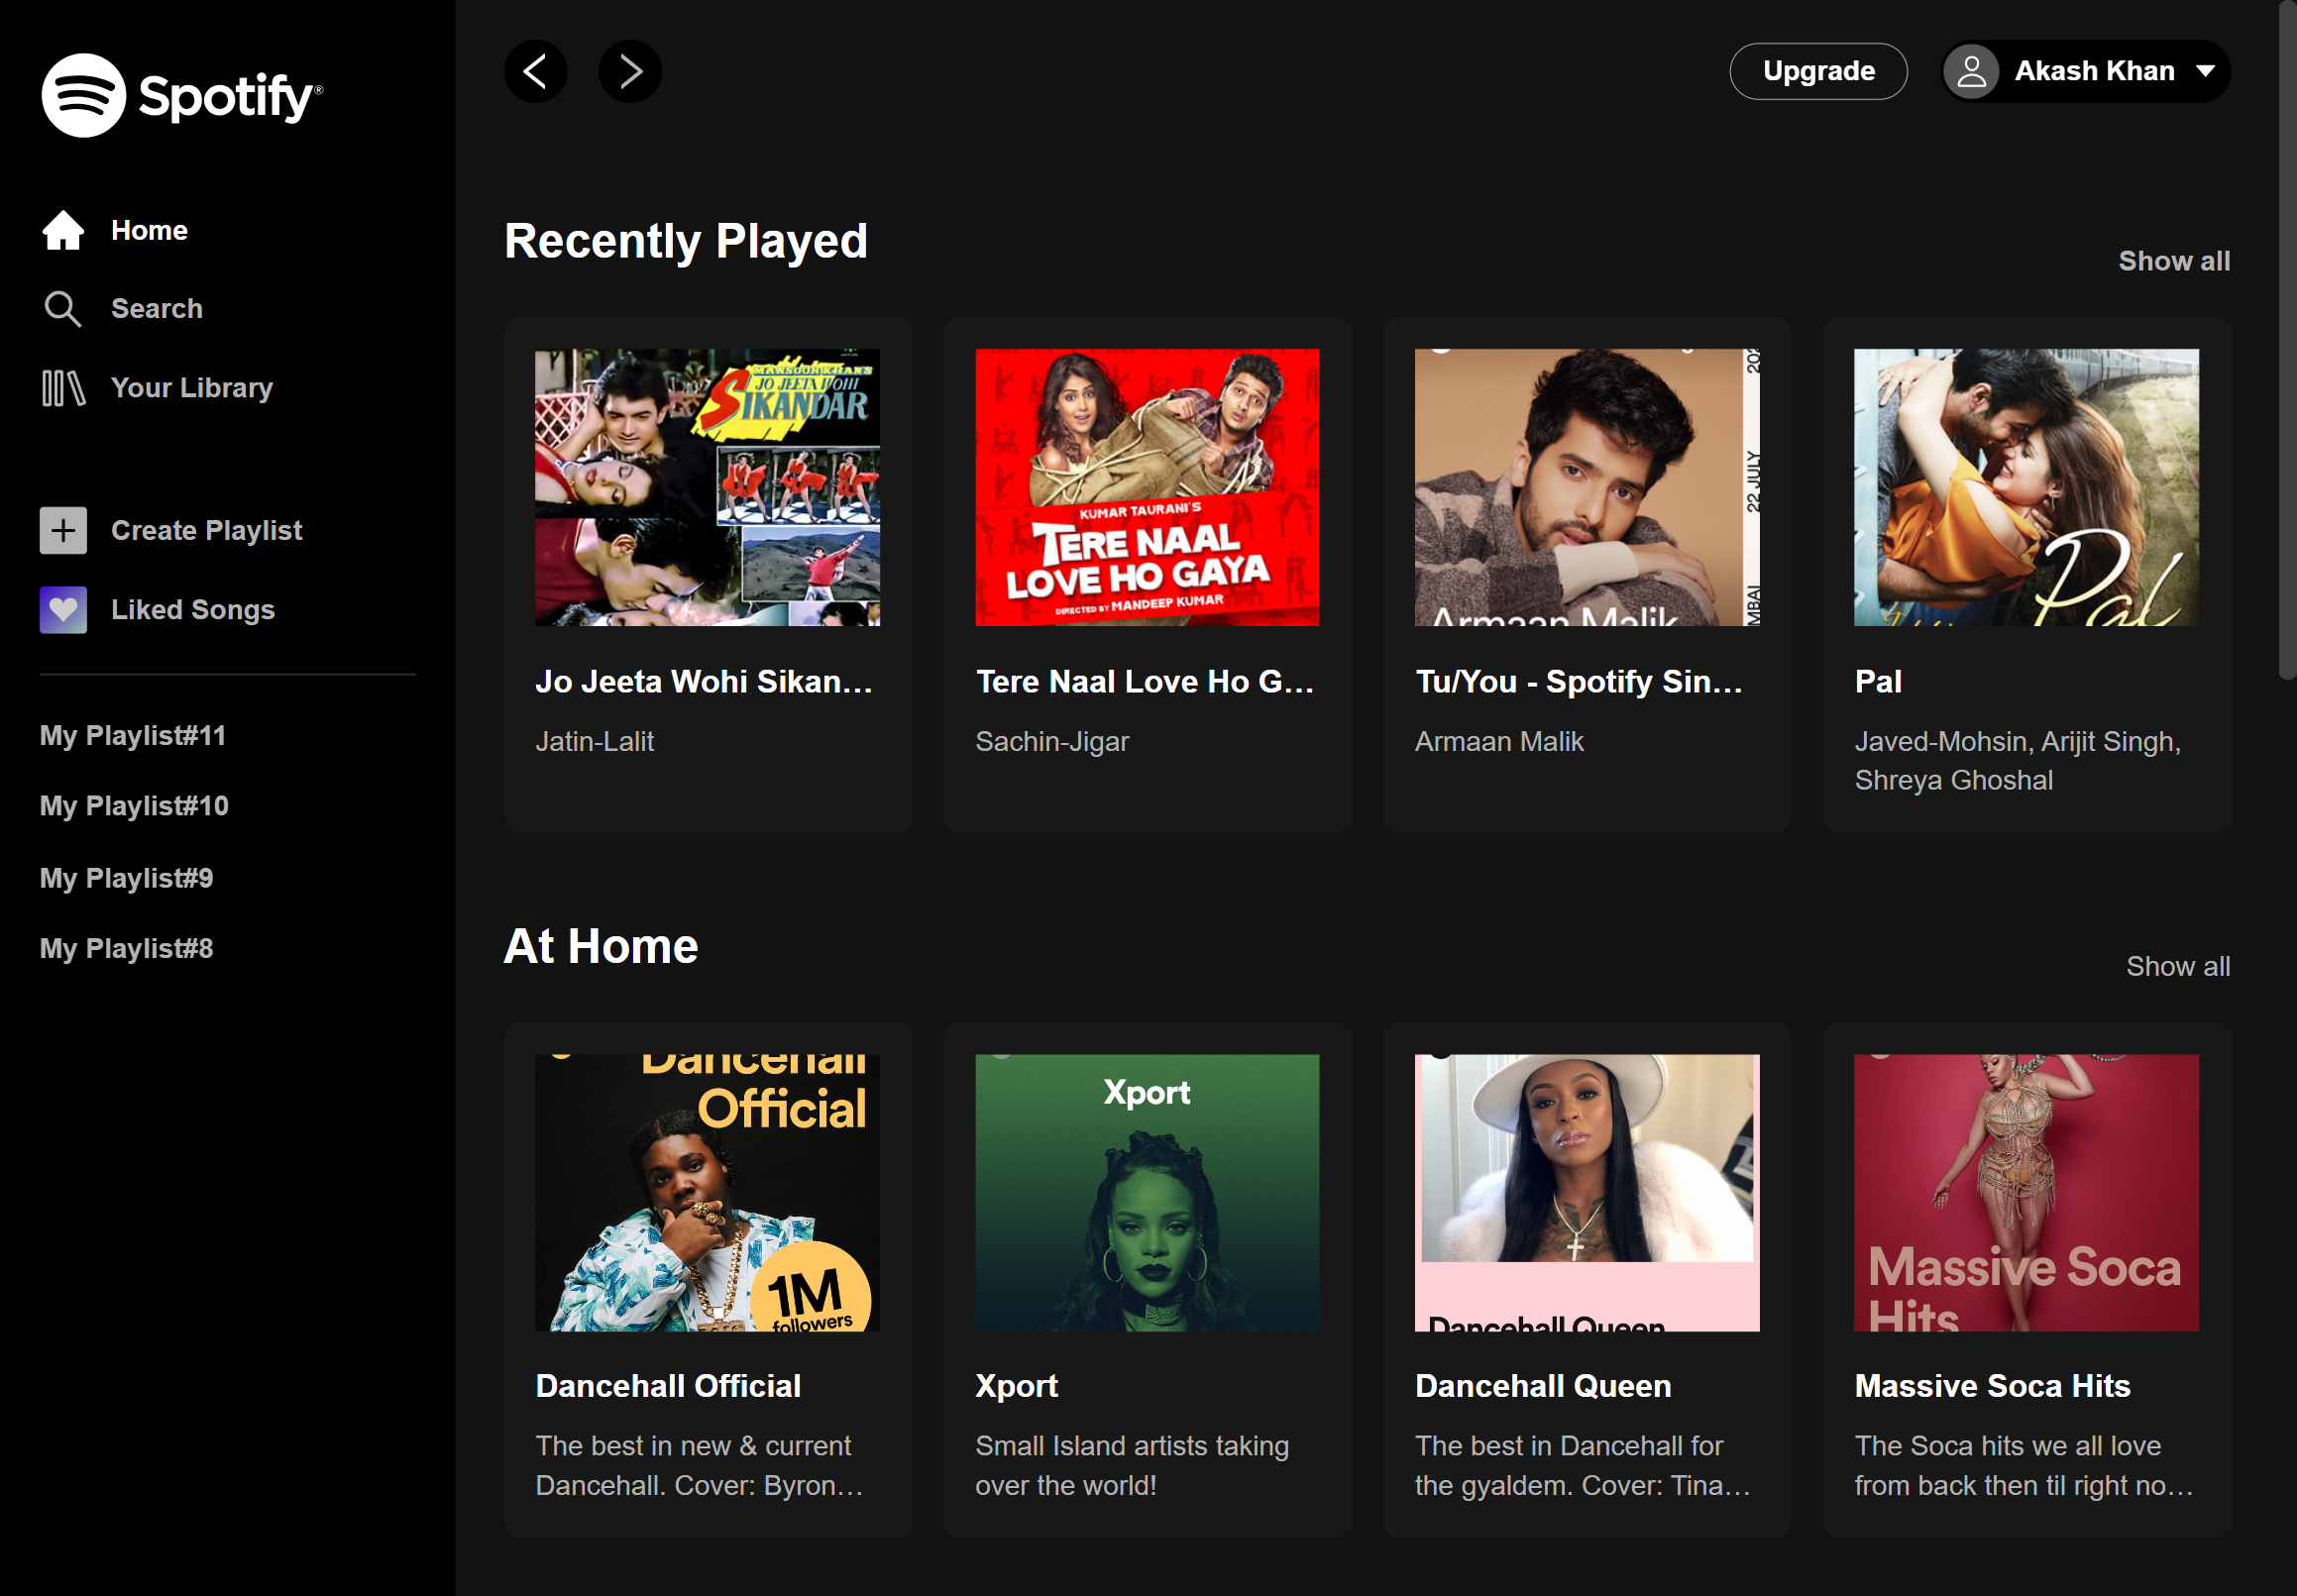 Spotify®
Home
Search
Your Library
Create Playlist
Liked Songs
My Playlist#11
My Playlist#10
My Playlist#9
My Playlist#8
Upgrade
Akash Khan
Recently Played
Show all
MANSOOR KHAN'S
JO JEETA WOHI
SIKANDAR
Jo Jeeta Wohi Sikan...
Jatin-Lalit
KUMAR TAURANI'S
TERE NAAL
LOVE HO GAYA
DIRECTED BY MANDEEP KUMAR
Tere Naal Love Ho G...
Sachin-Jigar
22 JULY
Armaan Malik
Tu/You - Spotify Sin...
Armaan Malik
Pal
Pal
Javed-Mohsin, Arijit Singh,
Shreya Ghoshal
At Home
Show all
Dancehall
Official
1M
followers
Dancehall Official
The best in new & current
Dancehall. Cover: Byron...
Xport
Xport
Small Island artists taking
over the world!
Dancehall Queen
Dancehall Queen
The best in Dancehall for
the gyaldem. Cover: Tina...
Massive Soca
Hits
Massive Soca Hits
The Soca hits we all love
from back then til right no...